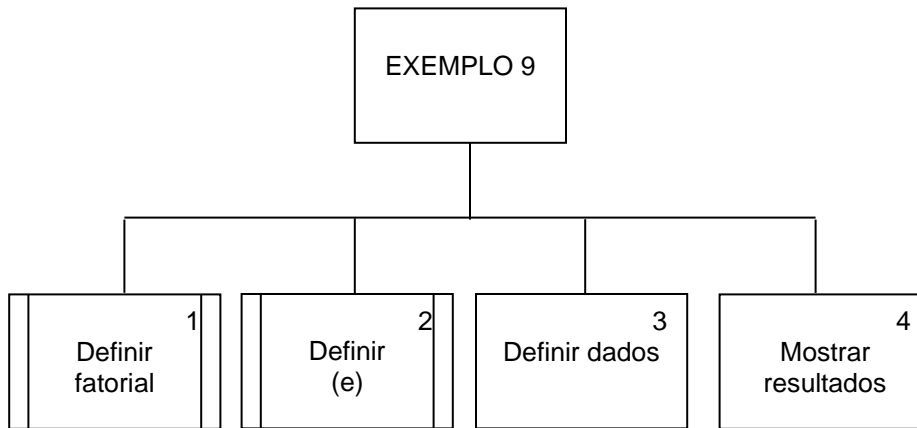 EXEMPLO 9
1
Definir
fatorial
2
Definir
(e)
3
Definir dados
4
Mostrar
resultados